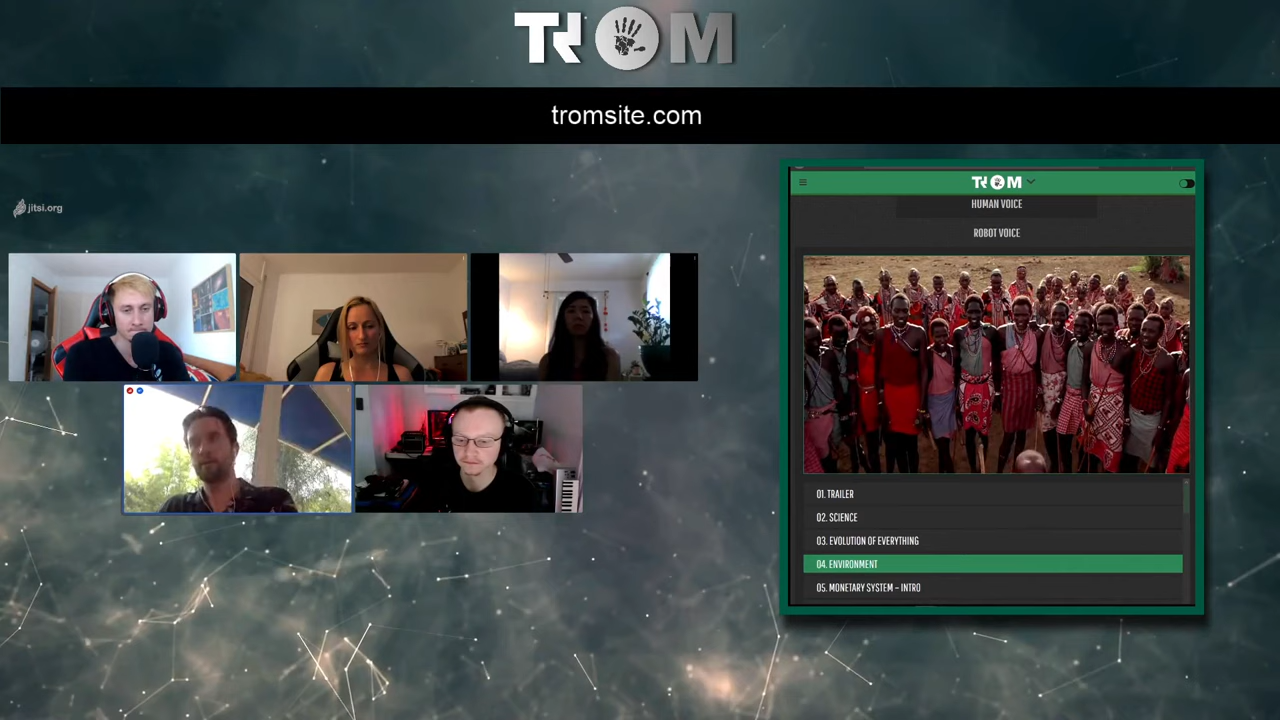 TROM
tromsite.com
jitsi.org
TROM
HUMAN VOICE
ROBOT VOICE
01. TRAILER
02. SCIENCE
03. EVOLUTION OF EVERYTHING
04. ENVIRONMENT
05. MONETARY SYSTEM – INTRO